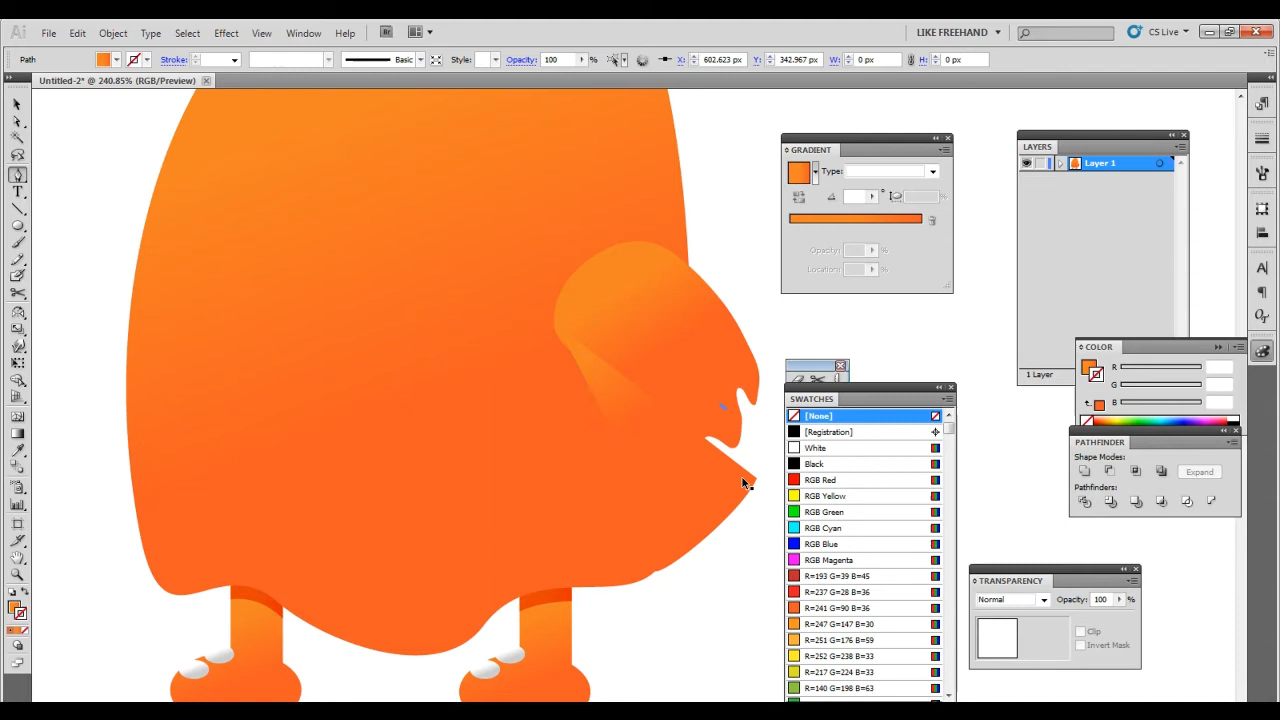 Ai File Edit Object Type Select Effect View Window Help Br LIKE FREEHAND CS Live
Path Stroke: Basic Style: Opacity: 100 % X: 602.623 px Y: 342.967 px W: 0 px H: 0 px
Untitled-2* @ 240.85% (RGB/Preview)
GRADIENT
Type:
°
%
Opacity: %
Location: %
LAYERS
Layer 1
1 Layer
COLOR
R
G
B
SWATCHES
[None]
[Registration]
White
Black
RGB Red
RGB Yellow
RGB Green
RGB Cyan
RGB Blue
RGB Magenta
R=193 G=39 B=45
R=237 G=28 B=36
R=241 G=90 B=36
R=247 G=147 B=30
R=251 G=176 B=59
R=252 G=238 B=33
R=217 G=224 B=33
R=140 G=198 B=63
PATHFINDER
Shape Modes:
Expand
Pathfinders:
TRANSPARENCY
Normal Opacity: 100 %
Clip
Invert Mask